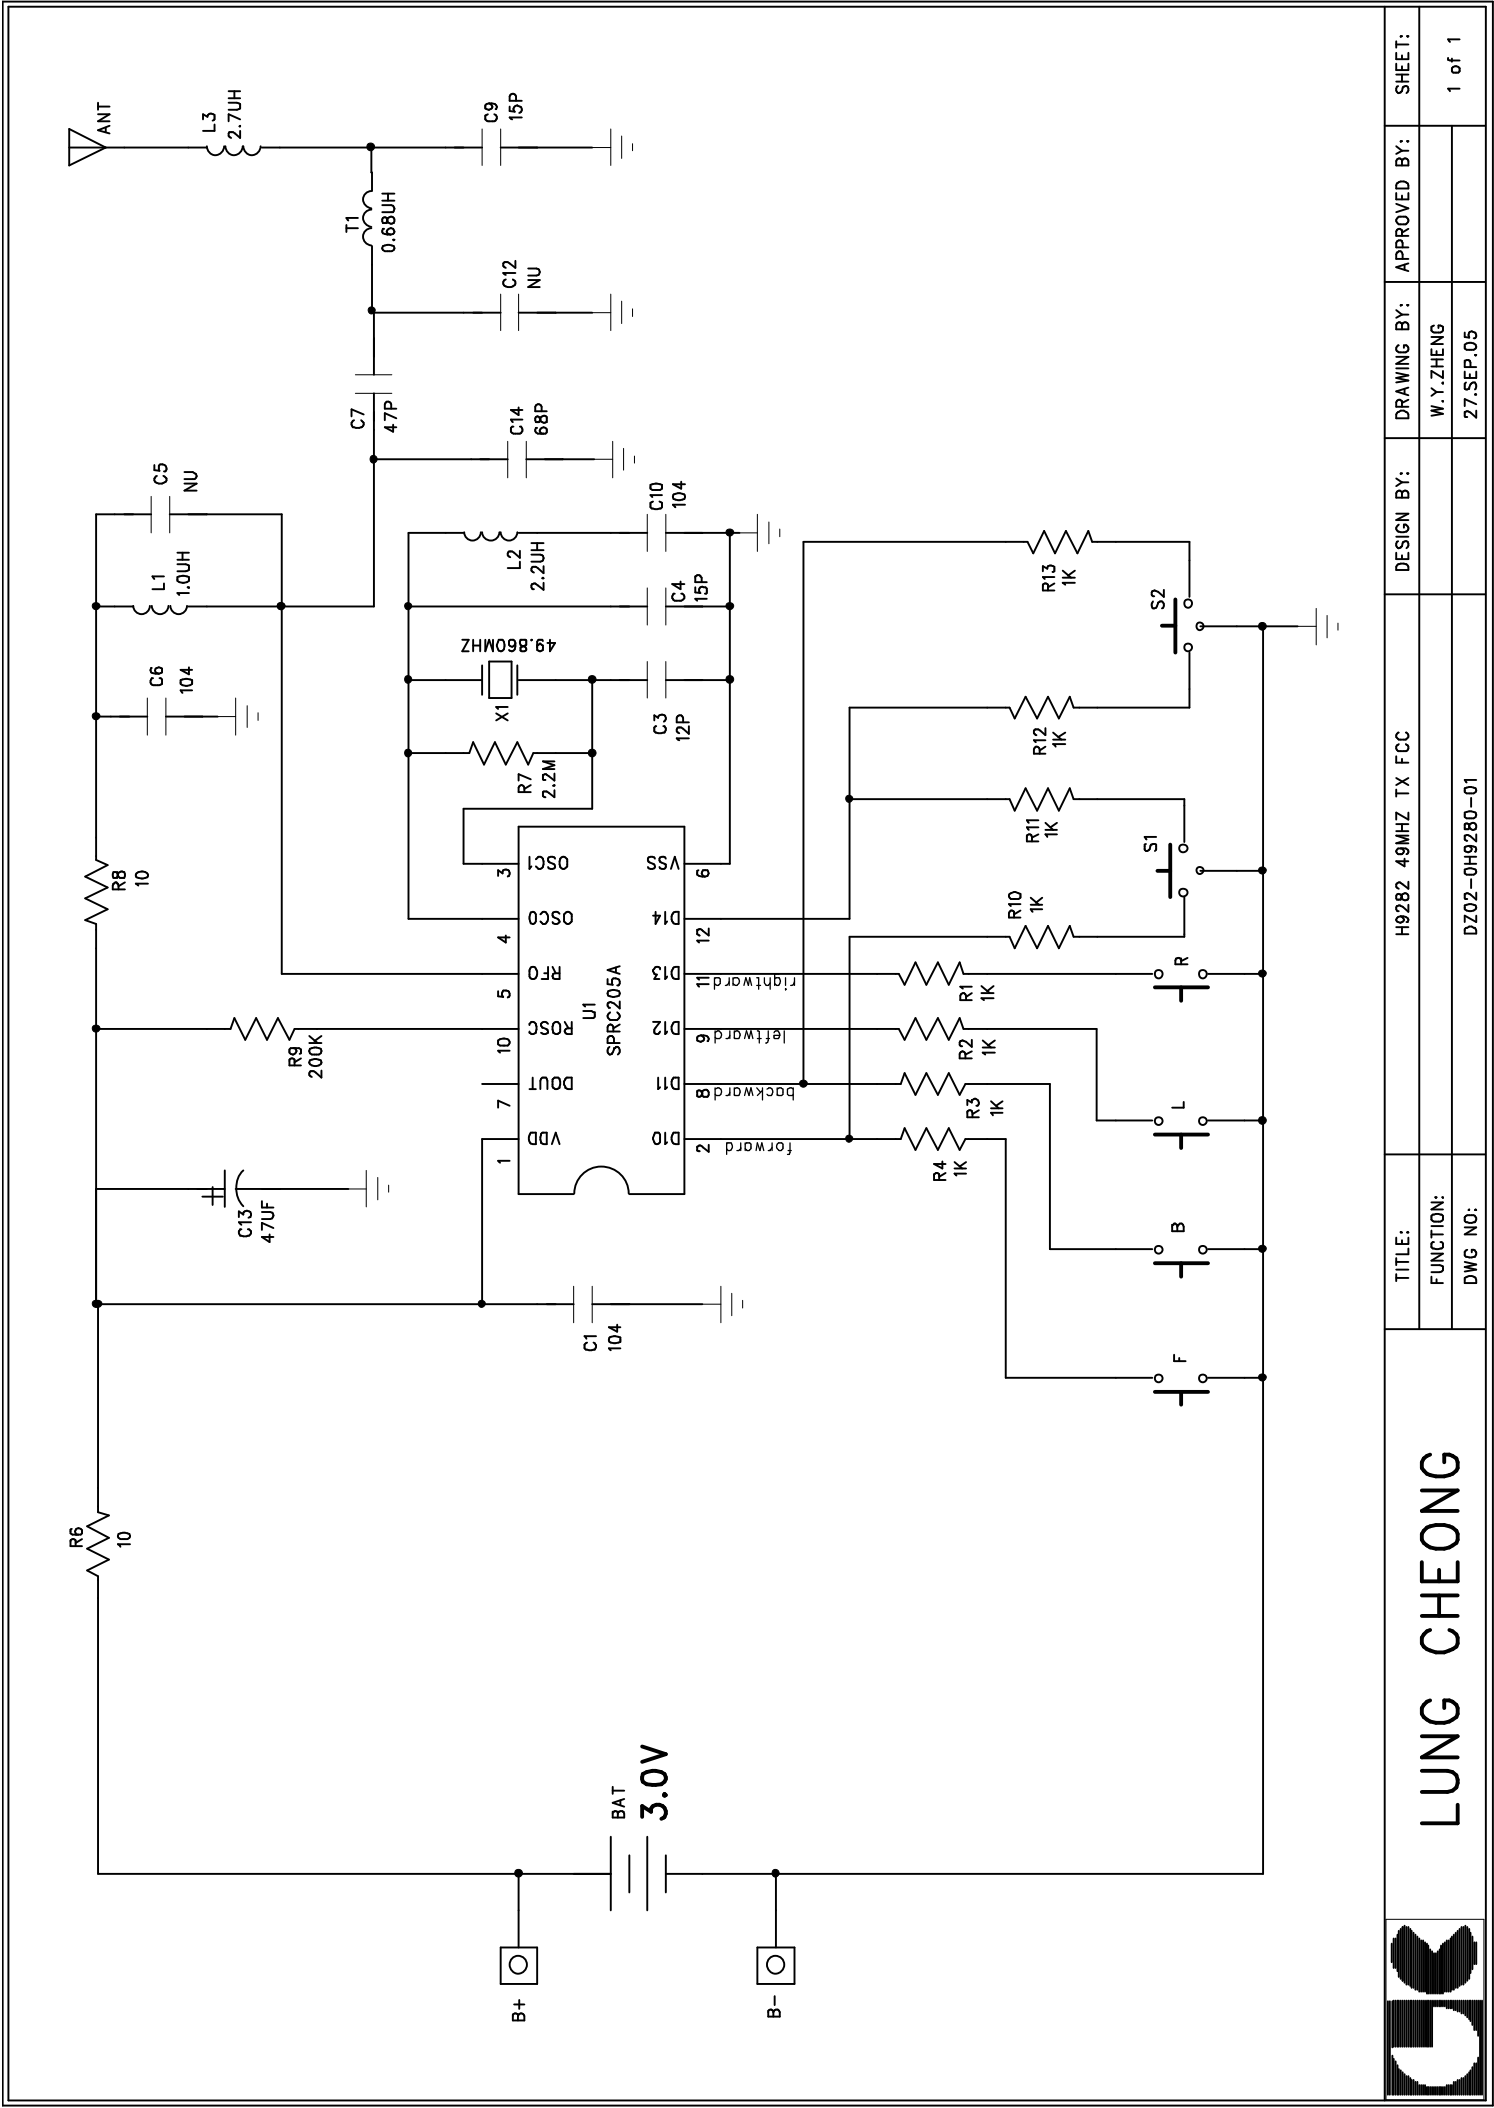 R6
10
R8
10
C13
47UF
R9
200K
C6
104
L1
1.0UH
C5
NU
ANT
L3
2.7UH
T1
0.68UH
C9
15P
C12
NU
C7
47P
C14
68P
C1
104
1
7
10
5
4
3
VDD
DOUT
ROSC
RFO
OSCO
OSC1
U1
SPRC205A
DIO
DI1
DI2
DI3
DI4
VSS
2
8
9
11
12
6
forward
backward
leftward
rightward
R7
2.2M
X1
49.860MHZ
C3
12P
C4
15P
L2
2.2UH
C10
104
B+
B-
BAT
3.0V
R4
1K
R3
1K
R2
1K
R1
1K
R10
1K
R11
1K
R12
1K
R13
1K
F
B
L
R
S1
S2
LUNG CHEONG
TITLE:
H9282 49MHZ TX FCC
DESIGN BY:
DRAWING BY:
APPROVED BY:
SHEET:
FUNCTION:
W.Y.ZHENG
1 of 1
DWG NO:
DZ02-0H9280-01
27.SEP.05